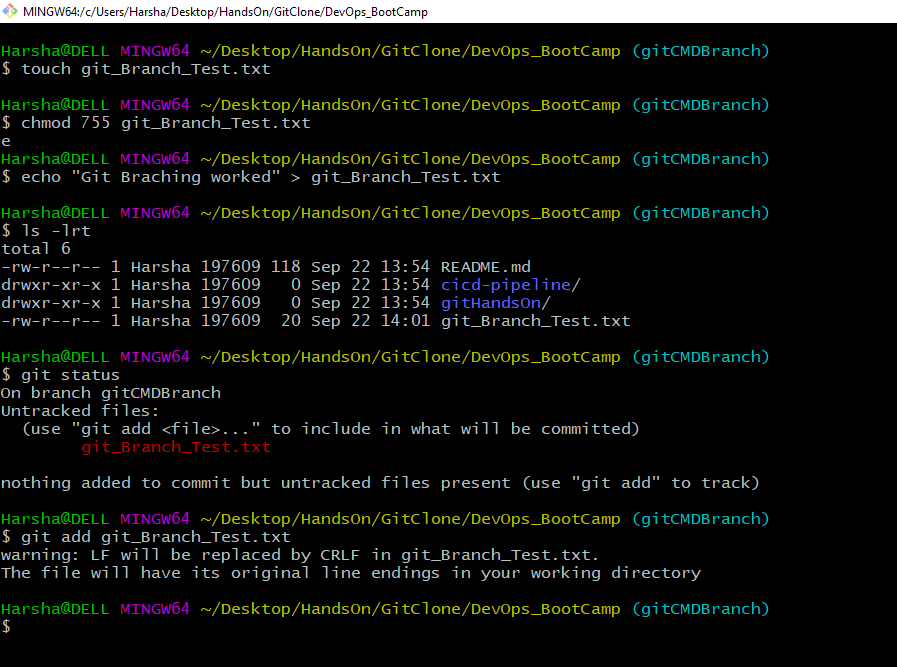 MINGW64:/c/Users/Harsha/Desktop/HandsOn/GitClone/DevOps_BootCamp
Harsha@DELL MINGW64 ~/Desktop/HandsOn/GitClone/DevOps_BootCamp (gitCMDBranch)
$ touch git_Branch_Test.txt
Harsha@DELL MINGW64 ~/Desktop/HandsOn/GitClone/DevOps_BootCamp (gitCMDBranch)
$ chmod 755 git_Branch_Test.txt
e
Harsha@DELL MINGW64 ~/Desktop/HandsOn/GitClone/DevOps_BootCamp (gitCMDBranch)
$ echo "Git Braching worked" > git_Branch_Test.txt
Harsha@DELL MINGW64 ~/Desktop/HandsOn/GitClone/DevOps_BootCamp (gitCMDBranch)
$ ls -lrt
total 6
-rw-r--r-- 1 Harsha 197609 118 Sep 22 13:54 README.md
drwxr-xr-x 1 Harsha 197609   0 Sep 22 13:54 cicd-pipeline/
drwxr-xr-x 1 Harsha 197609   0 Sep 22 13:54 gitHandsOn/
-rw-r--r-- 1 Harsha 197609  20 Sep 22 14:01 git_Branch_Test.txt
Harsha@DELL MINGW64 ~/Desktop/HandsOn/GitClone/DevOps_BootCamp (gitCMDBranch)
$ git status
On branch gitCMDBranch
Untracked files:
  (use "git add <file>..." to include in what will be committed)
        git_Branch_Test.txt
nothing added to commit but untracked files present (use "git add" to track)
Harsha@DELL MINGW64 ~/Desktop/HandsOn/GitClone/DevOps_BootCamp (gitCMDBranch)
$ git add git_Branch_Test.txt
warning: LF will be replaced by CRLF in git_Branch_Test.txt.
The file will have its original line endings in your working directory
Harsha@DELL MINGW64 ~/Desktop/HandsOn/GitClone/DevOps_BootCamp (gitCMDBranch)
$